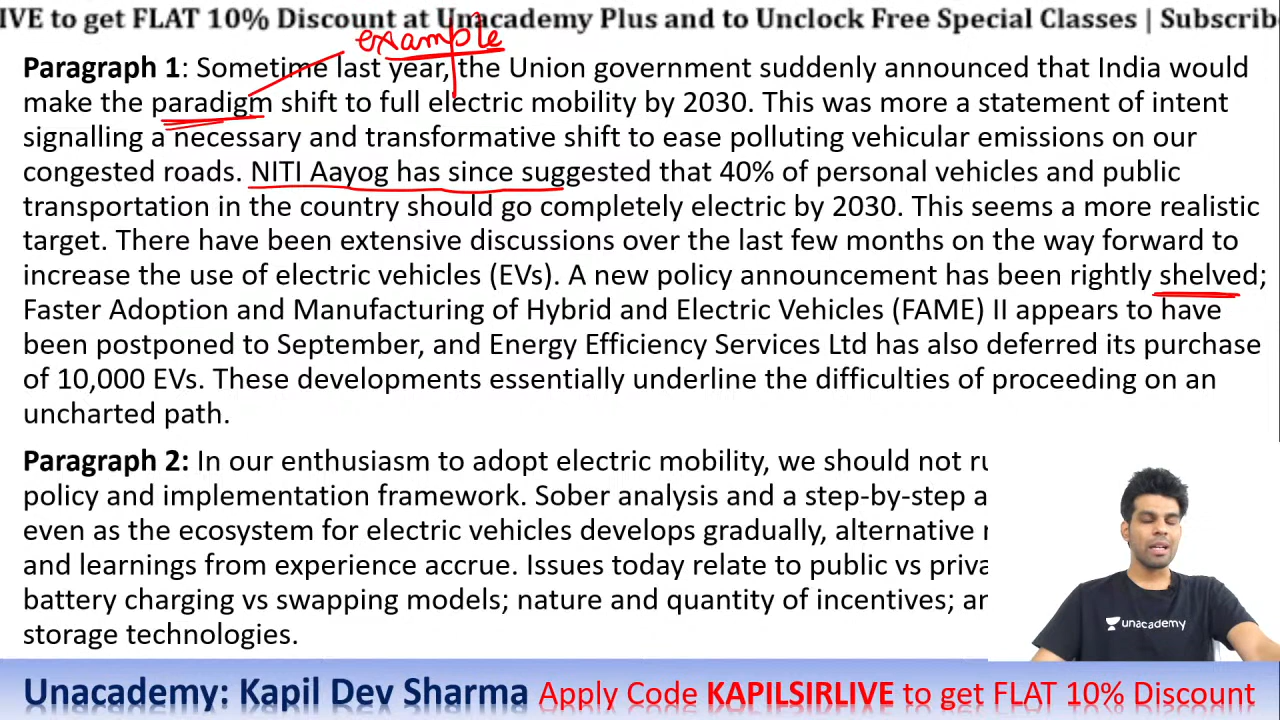 IVE to get FLAT 10% Discount at Unacademy Plus and to Unclock Free Special Classes | Subscrib
example
Paragraph 1: Sometime last year, the Union government suddenly announced that India would
make the paradigm shift to full electric mobility by 2030. This was more a statement of intent
signalling a necessary and transformative shift to ease polluting vehicular emissions on our
congested roads. NITI Aayog has since suggested that 40% of personal vehicles and public
transportation in the country should go completely electric by 2030. This seems a more realistic
target. There have been extensive discussions over the last few months on the way forward to
increase the use of electric vehicles (EVs). A new policy announcement has been rightly shelved;
Faster Adoption and Manufacturing of Hybrid and Electric Vehicles (FAME) II appears to have
been postponed to September, and Energy Efficiency Services Ltd has also deferred its purchase
of 10,000 EVs. These developments essentially underline the difficulties of proceeding on an
uncharted path.
Paragraph 2: In our enthusiasm to adopt electric mobility, we should not
policy and implementation framework. Sober analysis and a step-by-step
even as the ecosystem for electric vehicles develops gradually, alternative
and learnings from experience accrue. Issues today relate to public vs
battery charging vs swapping models; nature and quantity of incentives;
storage technologies.
unacademy
Unacademy: Kapil Dev Sharma Apply Code KAPILSIRLIVE to get FLAT 10% Discount